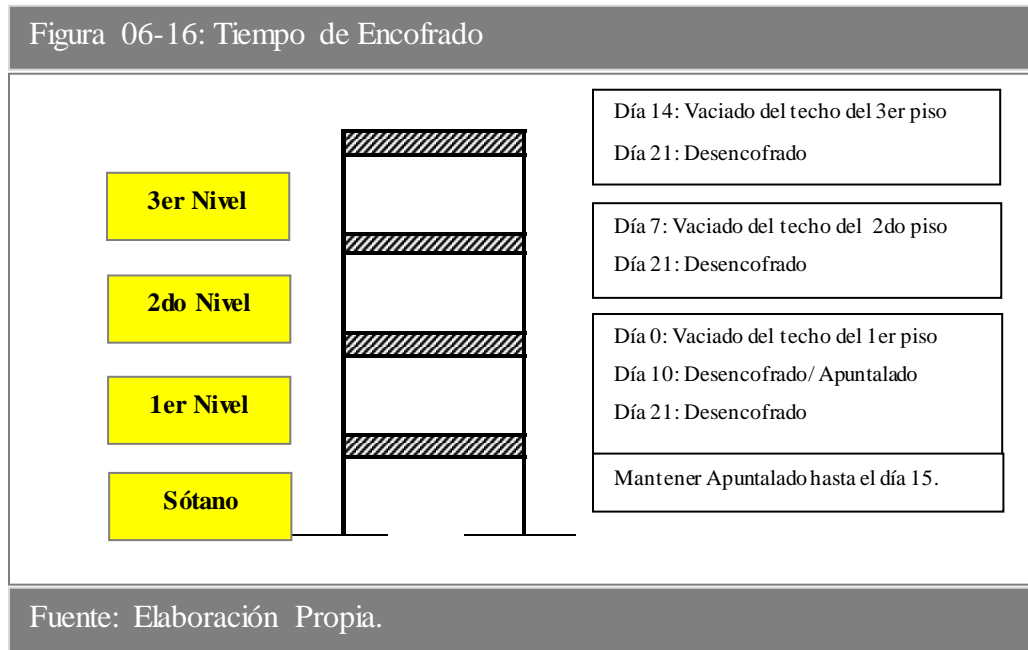 Figura 06-16: Tiempo de Encofrado
Día 14: Vaciado del techo del 3er piso
Día 21: Desencofrado
3er Nivel
Día 7: Vaciado del techo del 2do piso
Día 21: Desencofrado
2do Nivel
Día 0: Vaciado del techo del 1er piso
Día 10: Desencofrado/ Apuntalado
Día 21: Desencofrado
1er Nivel
Mantener Apuntalado hasta el día 15.
Sótano
Fuente: Elaboración Propia.